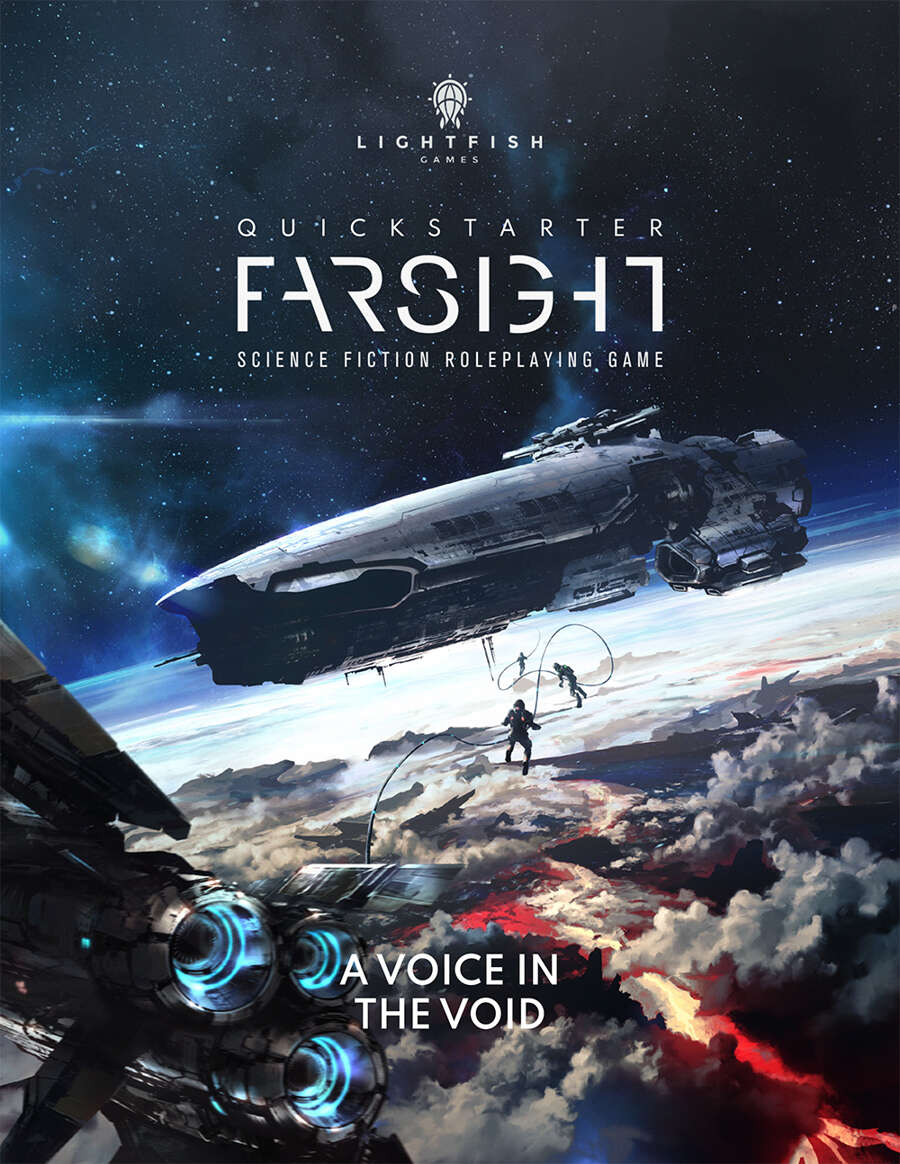 LIGHTFISH
GAMES
QUICKSTARTER
FARSIGHT
SCIENCE FICTION ROLEPLAYING GAME
A VOICE IN
THE VOID